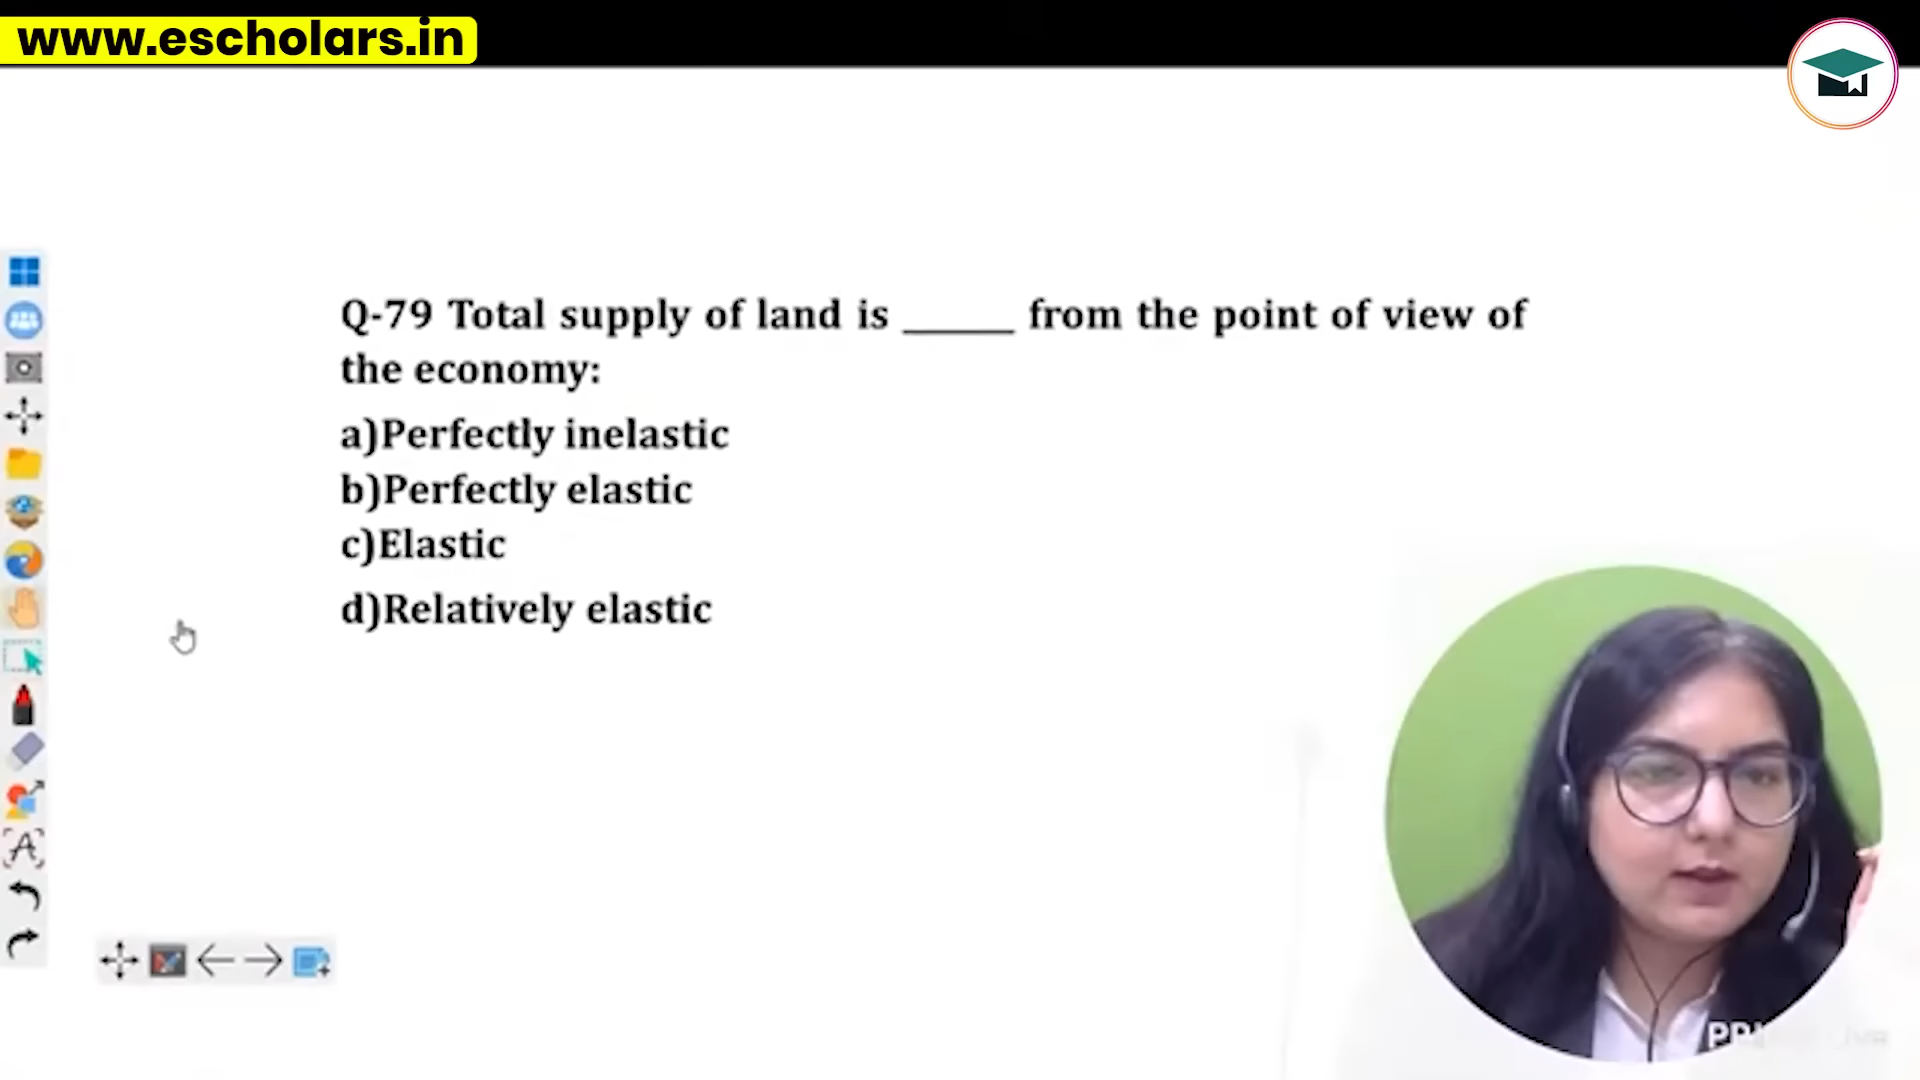 www.escholars.in
Q-79 Total supply of land is ______ from the point of view of
the economy:
a)Perfectly inelastic
b)Perfectly elastic
c)Elastic
d)Relatively elastic